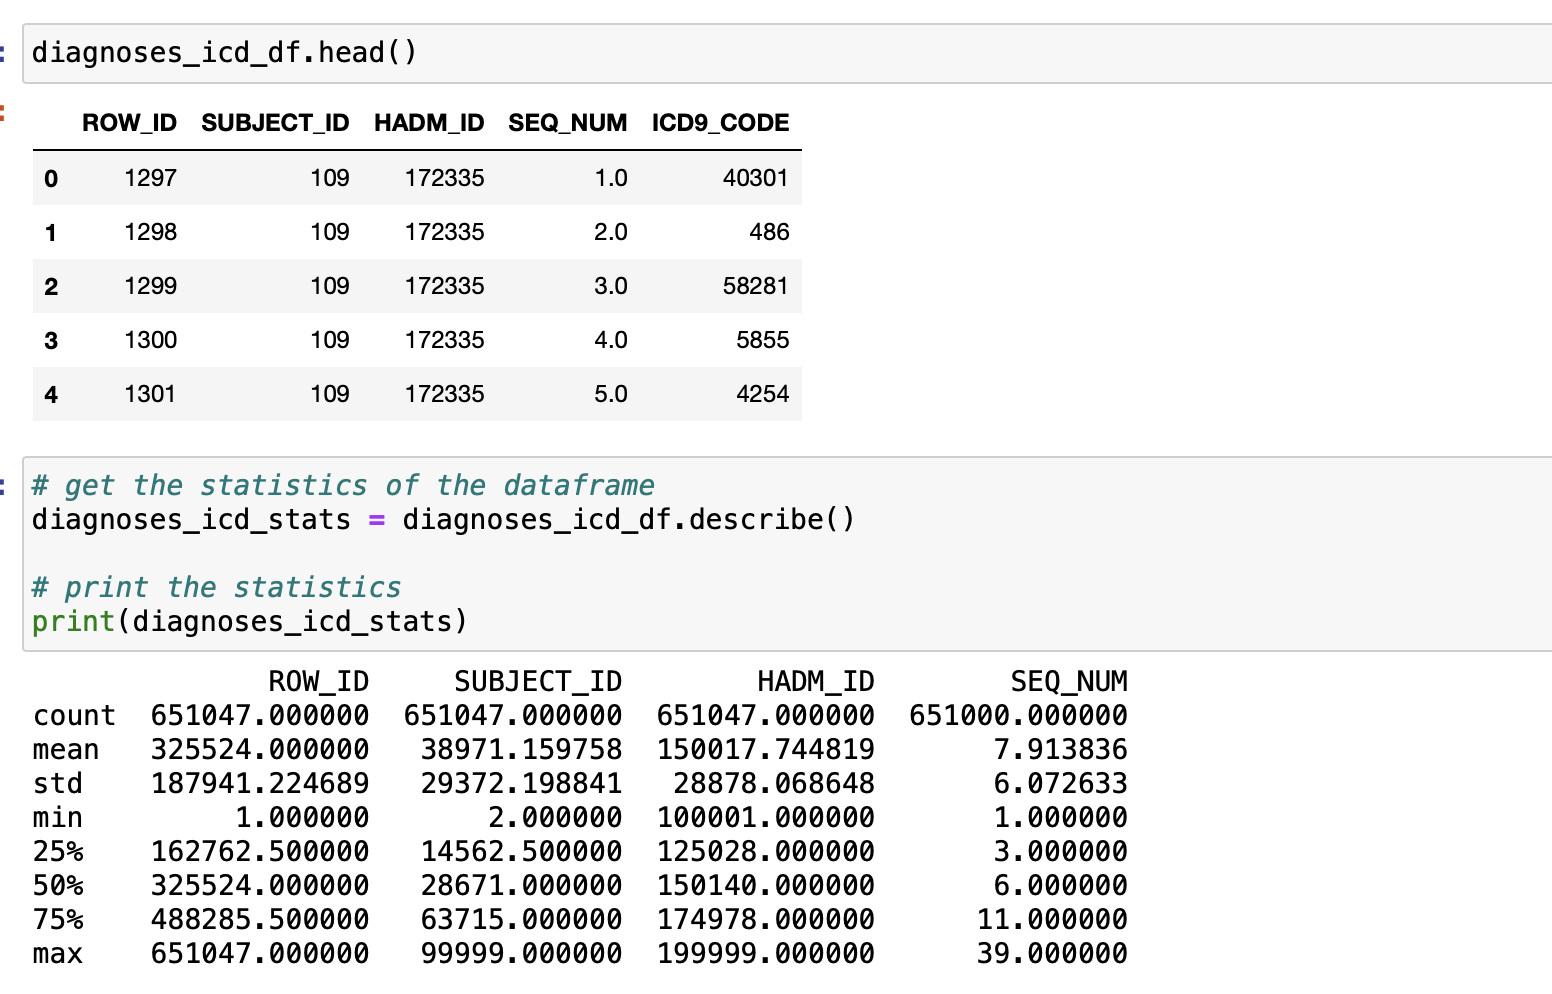 diagnoses_icd_df.head()
ROW_ID SUBJECT_ID HADM_ID SEQ_NUM ICD9_CODE
0 1297 109 172335 1.0 40301
1 1298 109 172335 2.0 486
2 1299 109 172335 3.0 58281
3 1300 109 172335 4.0 5855
4 1301 109 172335 5.0 4254
# get the statistics of the dataframe
diagnoses_icd_stats = diagnoses_icd_df.describe()
# print the statistics
print(diagnoses_icd_stats)
ROW_ID SUBJECT_ID HADM_ID SEQ_NUM
count 651047.000000 651047.000000 651047.000000 651000.000000
mean 325524.000000 38971.159758 150017.744819 7.913836
std 187941.224689 29372.198841 28878.068648 6.072633
min 1.000000 2.000000 100001.000000 1.000000
25% 162762.500000 14562.500000 125028.000000 3.000000
50% 325524.000000 28671.000000 150140.000000 6.000000
75% 488285.500000 63715.000000 174978.000000 11.000000
max 651047.000000 99999.000000 199999.000000 39.000000